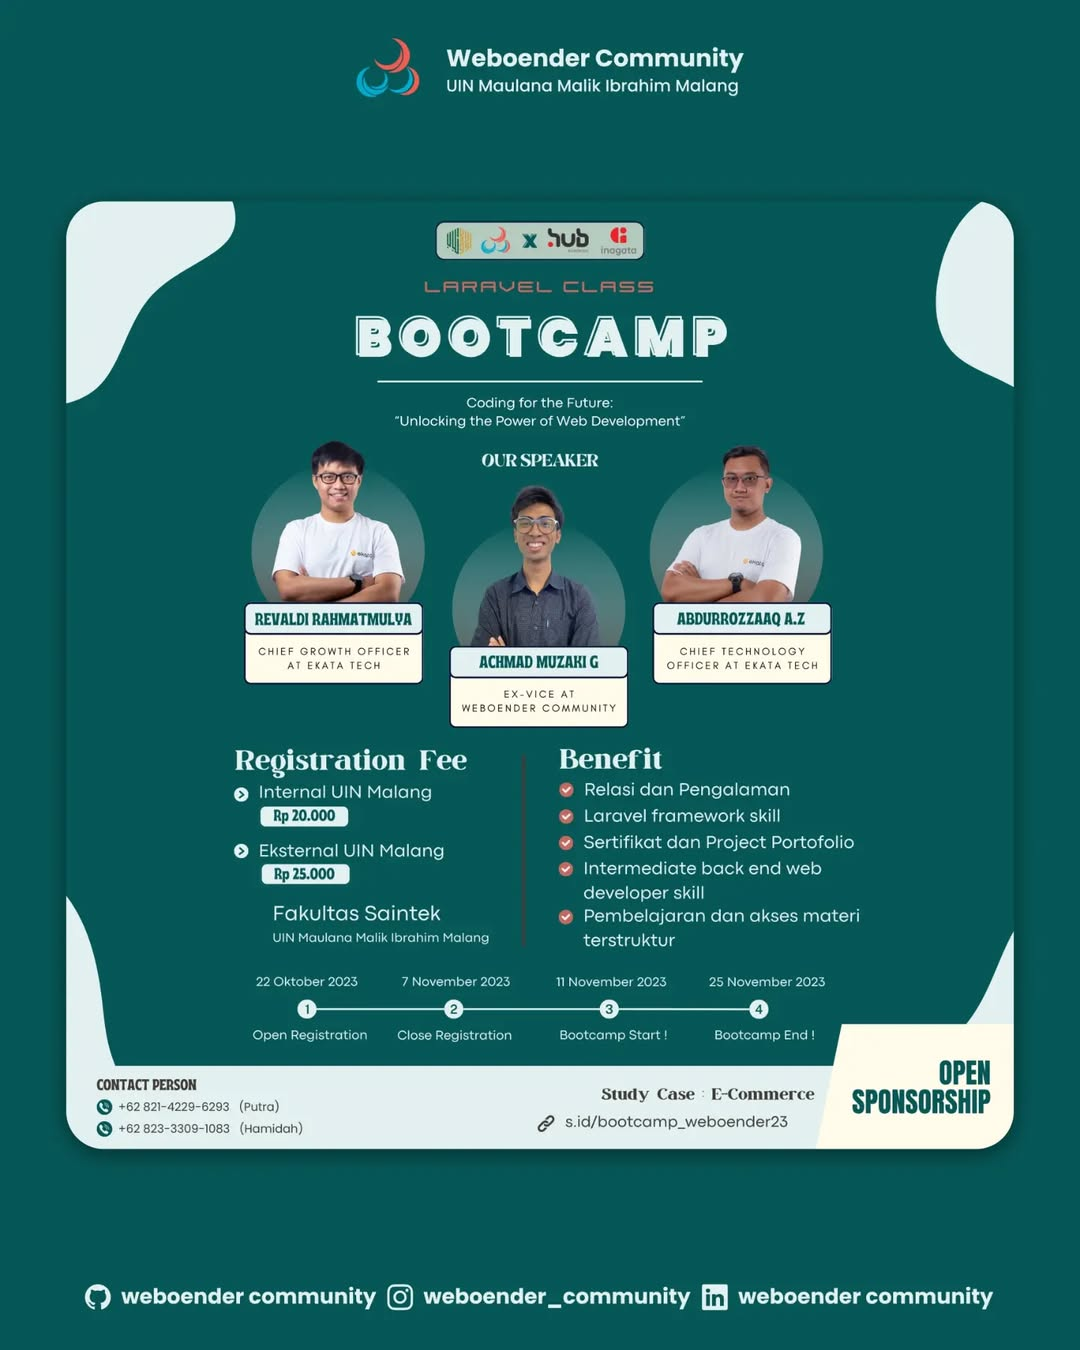 Weboender Community
UIN Maulana Malik Ibrahim Malang
x hub inagata
LARAVEL CLASS
BOOTCAMP
Coding for the Future:
“Unlocking the Power of Web Development”
OUR SPEAKER
REVALDI RAHMATMULYA
CHIEF GROWTH OFFICER
AT EKATA TECH
ACHMAD MUZAKI G
EX-VICE AT
WEBOENDER COMMUNITY
ABDURROZZAAQ A.Z
CHIEF TECHNOLOGY
OFFICER AT EKATA TECH
Registration Fee
Internal UIN Malang
Rp 20.000
Eksternal UIN Malang
Rp 25.000
Fakultas Saintek
UIN Maulana Malik Ibrahim Malang
Benefit
Relasi dan Pengalaman
Laravel framework skill
Sertifikat dan Project Portofolio
Intermediate back end web
developer skill
Pembelajaran dan akses materi
terstruktur
22 Oktober 2023 7 November 2023 11 November 2023 25 November 2023
1 2 3 4
Open Registration Close Registration Bootcamp Start ! Bootcamp End !
CONTACT PERSON
+62 821-4229-6293 (Putra)
+62 823-3309-1083 (Hamidah)
Study Case : E-Commerce
s.id/bootcamp_weboender23
OPEN
SPONSORSHIP
weboender community weboender_community weboender community